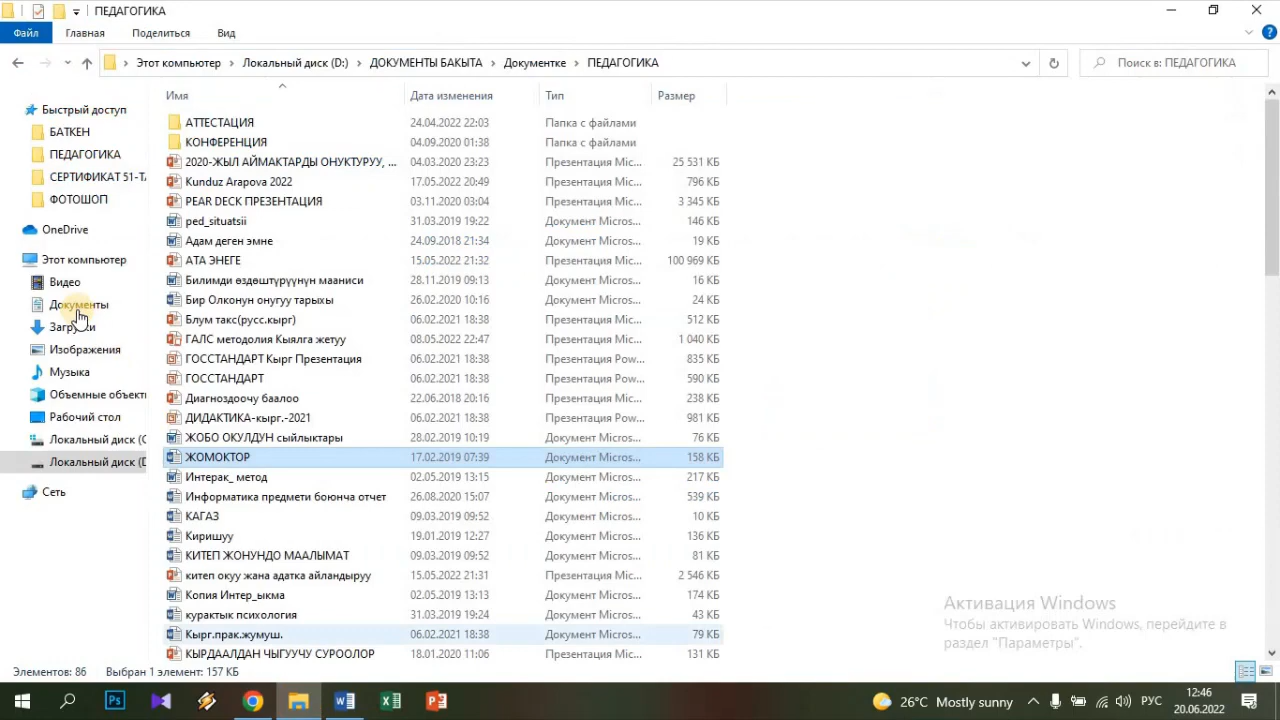 ПЕДАГОГИКА
Файл Главная Поделиться Вид
Этот компьютер Локальный диск (D:) ДОКУМЕНТЫ БАКЫТА Документке ПЕДАГОГИКА Поиск в: ПЕДАГОГИКА
Имя Дата изменения Тип Размер
Быстрый доступ
БАТКЕН
ПЕДАГОГИКА
СЕРТИФИКАТ 51-ТА
ФОТОШОП
OneDrive
Этот компьютер
Видео
Документы
Изображения
Музыка
Объемные объект
Рабочий стол
Локальный диск (C
Локальный диск (D
Сеть
АТТЕСТАЦИЯ 24.04.2022 22:03 Папка с файлами
КОНФЕРЕНЦИЯ 04.09.2020 01:38 Папка с файлами
2020-ЖЫЛ АЙМАКТАРДЫ ОНУКТУРУУ, ... 04.03.2020 23:23 Презентация Mic... 25 531 КБ
Kunduz Arapova 2022 17.05.2022 20:49 Презентация Mic... 796 КБ
PEAR DECK ПРЕЗЕНТАЦИЯ 03.11.2020 03:04 Презентация Mic... 3 345 КБ
ped_situatsii 31.03.2019 19:22 Документ Micros... 146 КБ
Адам деген эмне 24.09.2018 21:34 Документ Micros... 19 КБ
АТА ЭНЕГЕ 15.05.2022 21:32 Презентация Mic... 100 969 КБ
Билимди өздөштүрүүнүн мааниси 28.11.2019 09:13 Документ Micros... 16 КБ
Бир Олконун онугуу тарыхы 26.02.2020 10:16 Документ Micros... 24 КБ
Блум такс(русс.кырг) 06.02.2021 18:38 Презентация Mic... 512 КБ
ГАЛС методолия Кыялга жетуу 08.05.2022 22:47 Презентация Mic... 1 040 КБ
ГОССТАНДАРТ Кырг Презентация 06.02.2021 18:38 Презентация Pow... 835 КБ
ГОССТАНДАРТ 06.02.2021 18:38 Презентация Pow... 590 КБ
Диагноздоочу баалоо 22.06.2018 20:16 Презентация Mic... 238 КБ
ДИДАКТИКА-кырг.-2021 06.02.2021 18:38 Презентация Pow... 981 КБ
ЖОБО ОКУЛДУН сыйлыктары 28.02.2019 10:19 Документ Micros... 76 КБ
ЖОМОКТОР 17.02.2019 07:39 Документ Micros... 158 КБ
Интерак_ метод 02.05.2019 13:15 Документ Micros... 217 КБ
Информатика предмети боюнча отчет 26.08.2020 15:07 Документ Micros... 539 КБ
КАГАЗ 09.03.2019 09:52 Документ Micros... 10 КБ
Киришуу 19.01.2019 12:27 Документ Micros... 136 КБ
КИТЕП ЖОНУНДО МААЛЫМАТ 09.03.2019 09:52 Документ Micros... 81 КБ
китеп окуу жана адатка айландыруу 15.05.2022 21:31 Презентация Mic... 2 546 КБ
Копия Интер_ыкма 02.05.2019 13:13 Документ Micros... 174 КБ
курактык психология 31.03.2019 19:24 Документ Micros... 43 КБ
Кырг.прак.жумуш. 06.02.2021 18:38 Документ Micros... 79 КБ
КЫРДААЛДАН ЧЫГУУЧУ СУРООЛОР 18.01.2020 11:06 Документ Micros... 131 КБ
Активация Windows
Чтобы активировать Windows, перейдите в
раздел "Параметры".
Элементов: 86 Выбран 1 элемент: 157 КБ
26°C Mostly sunny РУС 12:46
20.06.2022